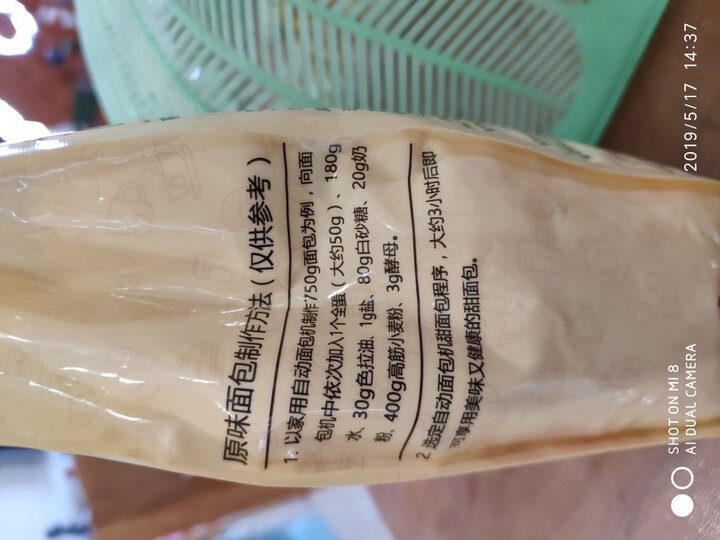 原味面包制作方法（仅供参考）
1. 以家用自动面包机制作750g面包为例，向面
包机中依次加入1个全蛋（大约50g）、180g
水、30g色拉油、1g盐、80g白砂糖、20g奶
粉、400g高筋小麦粉、3g酵母。
2. 选定自动面包机甜面包程序，大约3小时后即
可享用美味又健康的甜面包。
2019/5/17 14:37
SHOT ON MI 8
AI DUAL CAMERA